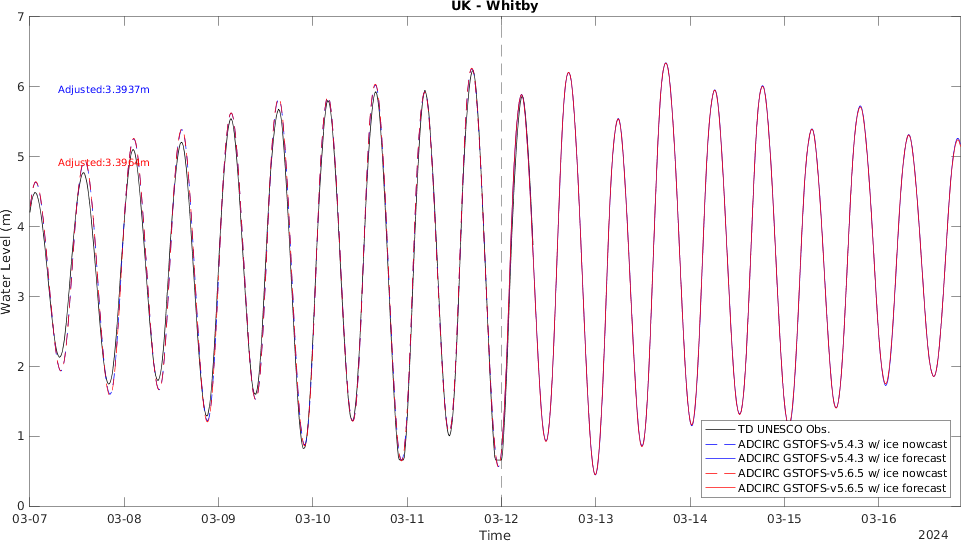 UK - Whitby
7
6
5
4
3
2
1
0
Water Level (m)
Adjusted:3.3937m
Adjusted:3.3964m
TD UNESCO Obs.
ADCIRC GSTOFS-v5.4.3 w/ ice nowcast
ADCIRC GSTOFS-v5.4.3 w/ ice forecast
ADCIRC GSTOFS-v5.6.5 w/ ice nowcast
ADCIRC GSTOFS-v5.6.5 w/ ice forecast
03-07 03-08 03-09 03-10 03-11 03-12 03-13 03-14 03-15 03-16
Time
2024